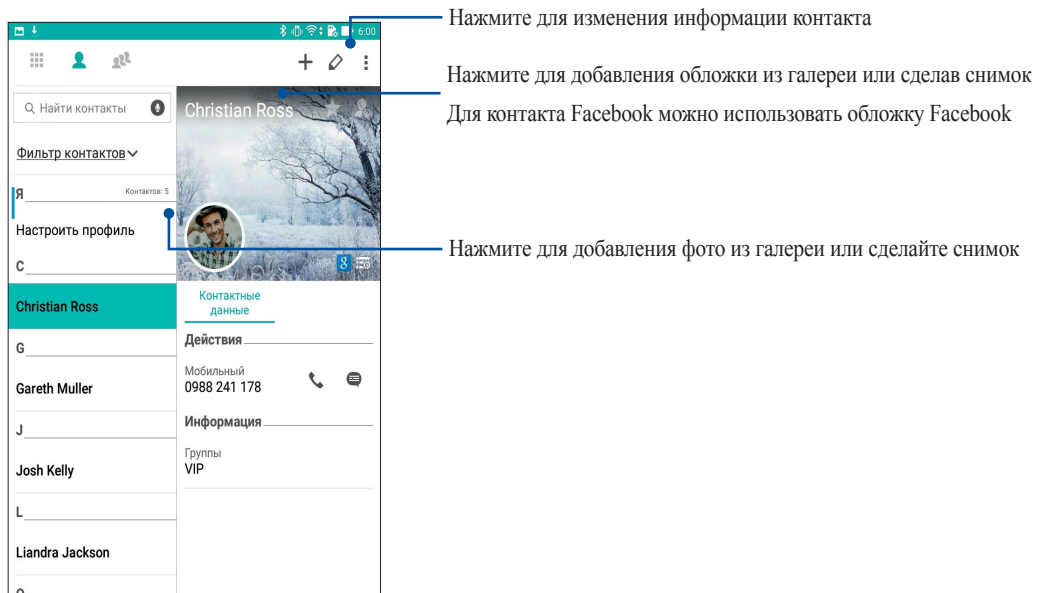 Нажмите для изменения информации контакта
6:00
Нажмите для добавления обложки из галереи или сделав снимок
Для контакта Facebook можно использовать обложку Facebook
Найти контакты
Christian Ross
Фильтр контактов
Я
Контактов: 5
Настроить профиль
Нажмите для добавления фото из галереи или сделайте снимок
8
C
Christian Ross
Контактные
данные
G
Действия
Мобильный
0988 241 178
Gareth Muller
Информация
J
Группы
VIP
Josh Kelly
L
Liandra Jackson